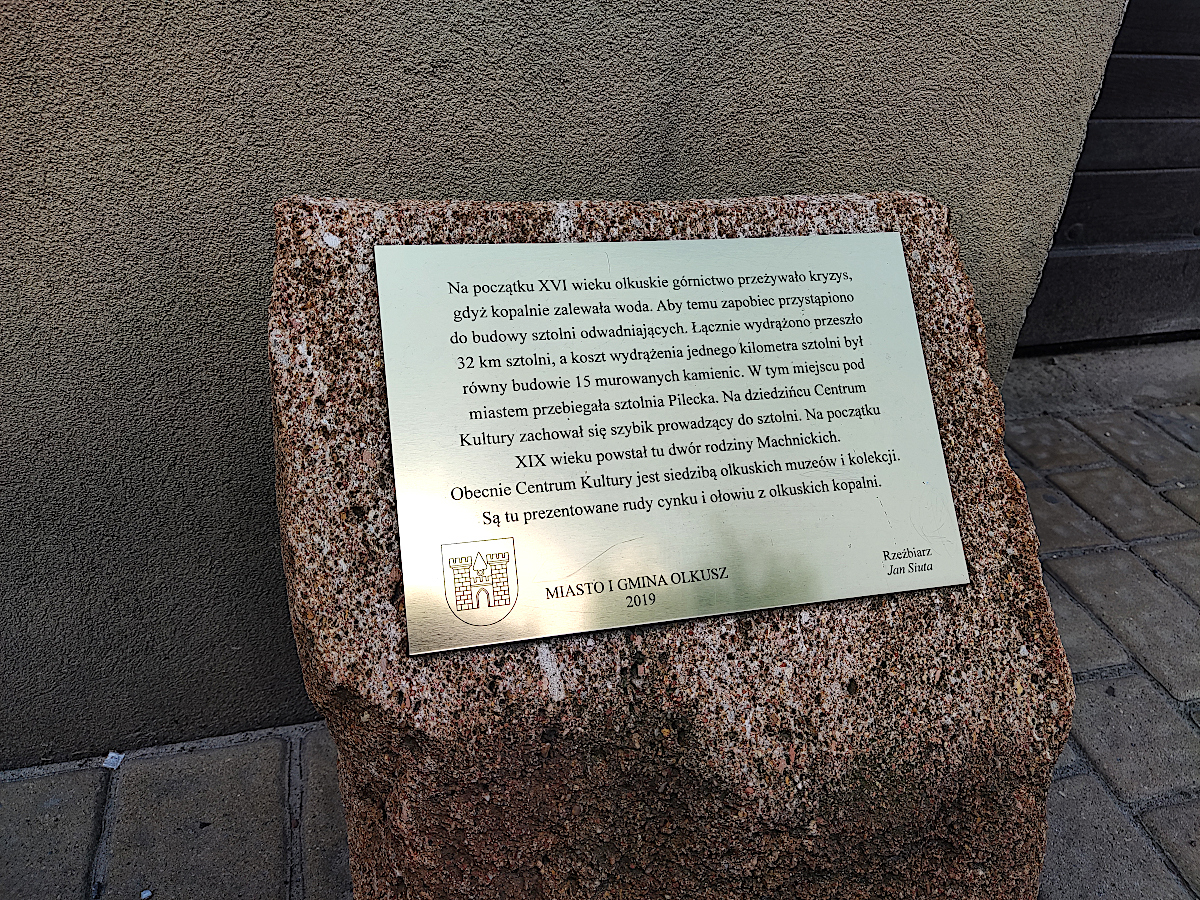 Na początku XVI wieku olkuskie górnictwo przeżywało kryzys,
gdyż kopalnie zalewała woda. Aby temu zapobiec przystąpiono
do budowy sztolni odwadniających. Łącznie wydrążono przeszło
32 km sztolni, a koszt wydrążenia jednego kilometra sztolni był
równy budowie 15 murowanych kamienic. W tym miejscu pod
miastem przebiegała sztolnia Pilecka. Na dziedzińcu Centrum
Kultury zachował się szybik prowadzący do sztolni. Na początku
XIX wieku powstał tu dwór rodziny Machnickich.
Obecnie Centrum Kultury jest siedzibą olkuskich muzeów i kolekcji.
Są tu prezentowane rudy cynku i ołowiu z olkuskich kopalni.
MIASTO I GMINA OLKUSZ
2019
Rzeźbiarz
Jan Siuta